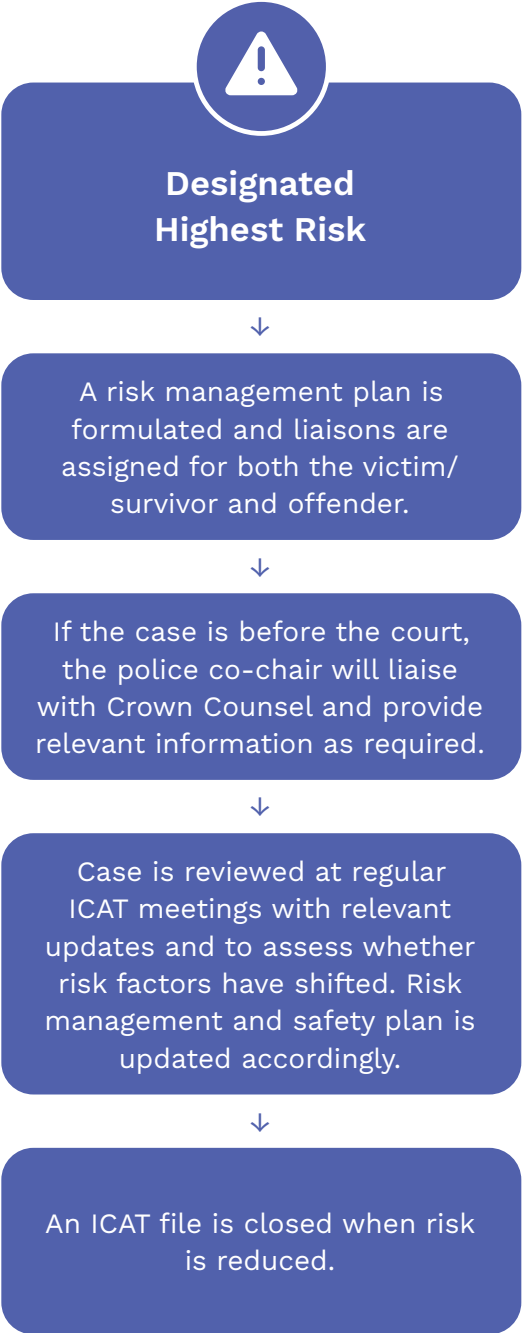 Designated
Highest Risk
↓
A risk management plan is
formulated and liaisons are
assigned for both the victim/
survivor and offender.
↓
If the case is before the court,
the police co-chair will liaise
with Crown Counsel and provide
relevant information as required.
↓
Case is reviewed at regular
ICAT meetings with relevant
updates and to assess whether
risk factors have shifted. Risk
management and safety plan is
updated accordingly.
↓
An ICAT file is closed when risk
is reduced.